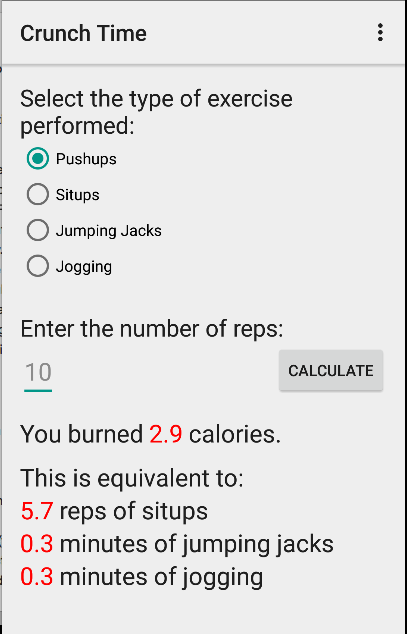 Crunch Time
Select the type of exercise
performed:
Pushups
Situps
Jumping Jacks
Jogging
Enter the number of reps:
10
CALCULATE
You burned 2.9 calories.
This is equivalent to:
5.7 reps of situps
0.3 minutes of jumping jacks
0.3 minutes of jogging